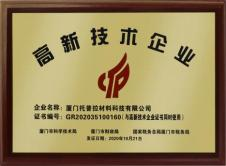 高新技术企业
企业名称：厦门托普拉材料科技有限公司
证书编号：GR202035100160(与高新技术企业证书同时使用)
厦门市科学技术局 厦门市财政局 国家税务总局厦门市税务局
发证日期：2020年10月21日